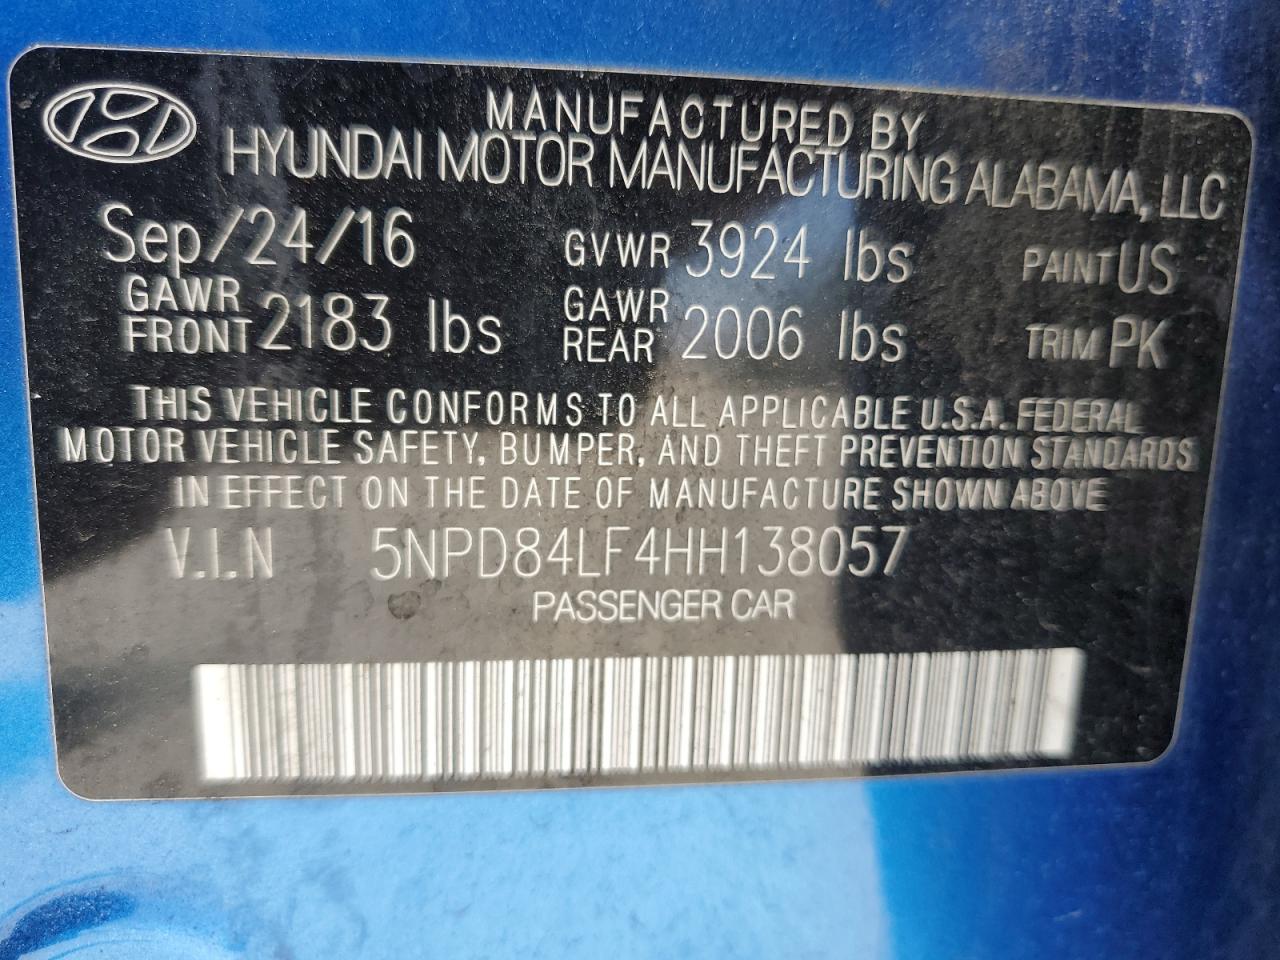 MANUFACTURED BY
HYUNDAI MOTOR MANUFACTURING ALABAMA, LLC
Sep/24/16 GVWR 3924 lbs PAINT US
GAWR FRONT 2183 lbs GAWR REAR 2006 lbs TRIM PK
THIS VEHICLE CONFORMS TO ALL APPLICABLE U.S.A. FEDERAL
MOTOR VEHICLE SAFETY, BUMPER, AND THEFT PREVENTION STANDARDS
IN EFFECT ON THE DATE OF MANUFACTURE SHOWN ABOVE
V.I.N 5NPD84LF4HH138057
PASSENGER CAR